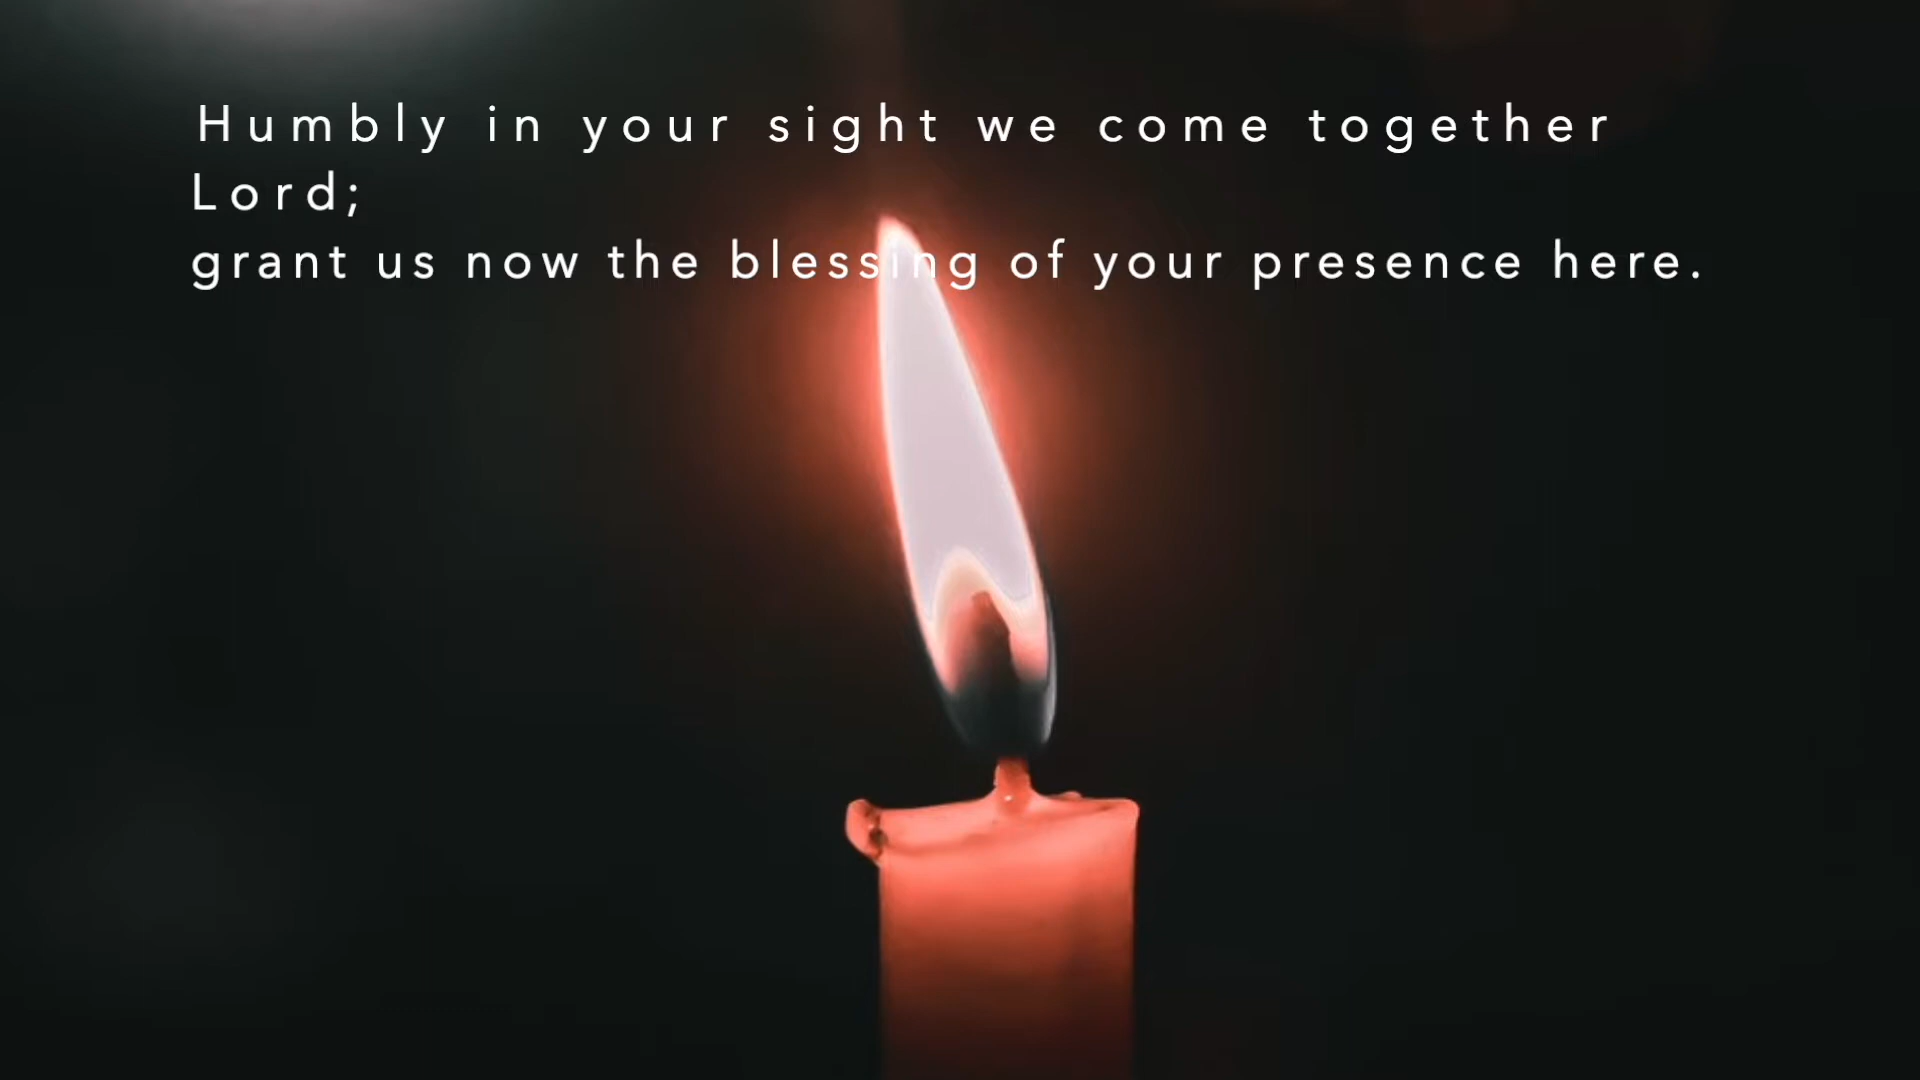 Humbly in your sight we come together
Lord;
grant us now the blessing of your presence here.